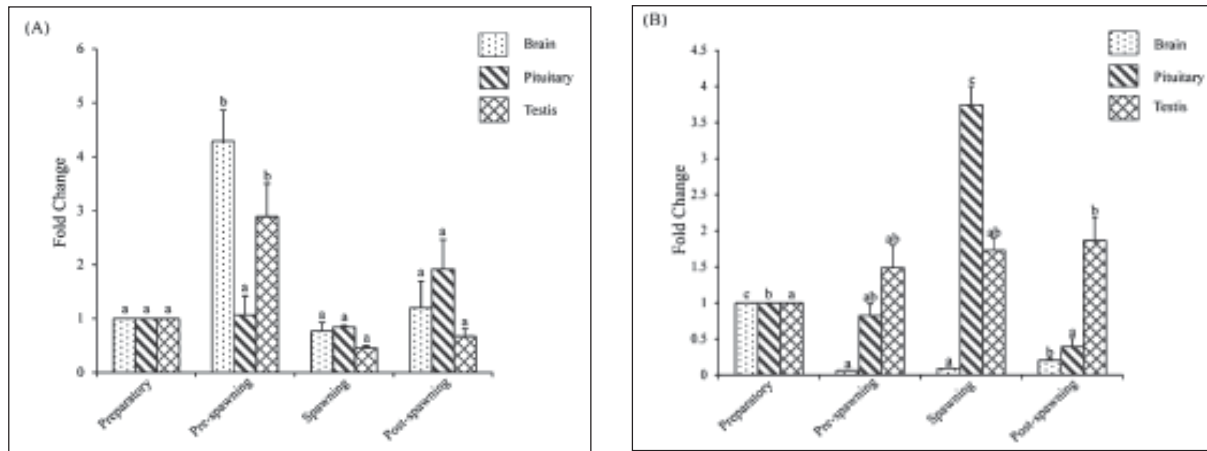 (A)
6
5
4
3
2
1
0
Fold Change
Brain
Pituitary
Testis
a a a
b a b
a a a
a a a
Preparatory
Pre-spawning
Spawning
Post-spawning
(B)
4.5
4
3.5
3
2.5
2
1.5
1
0.5
0
Fold Change
Brain
Pituitary
Testis
c b a
a ab ab
a c ab
b a b
Preparatory
Pre-spawning
Spawning
Post-spawning